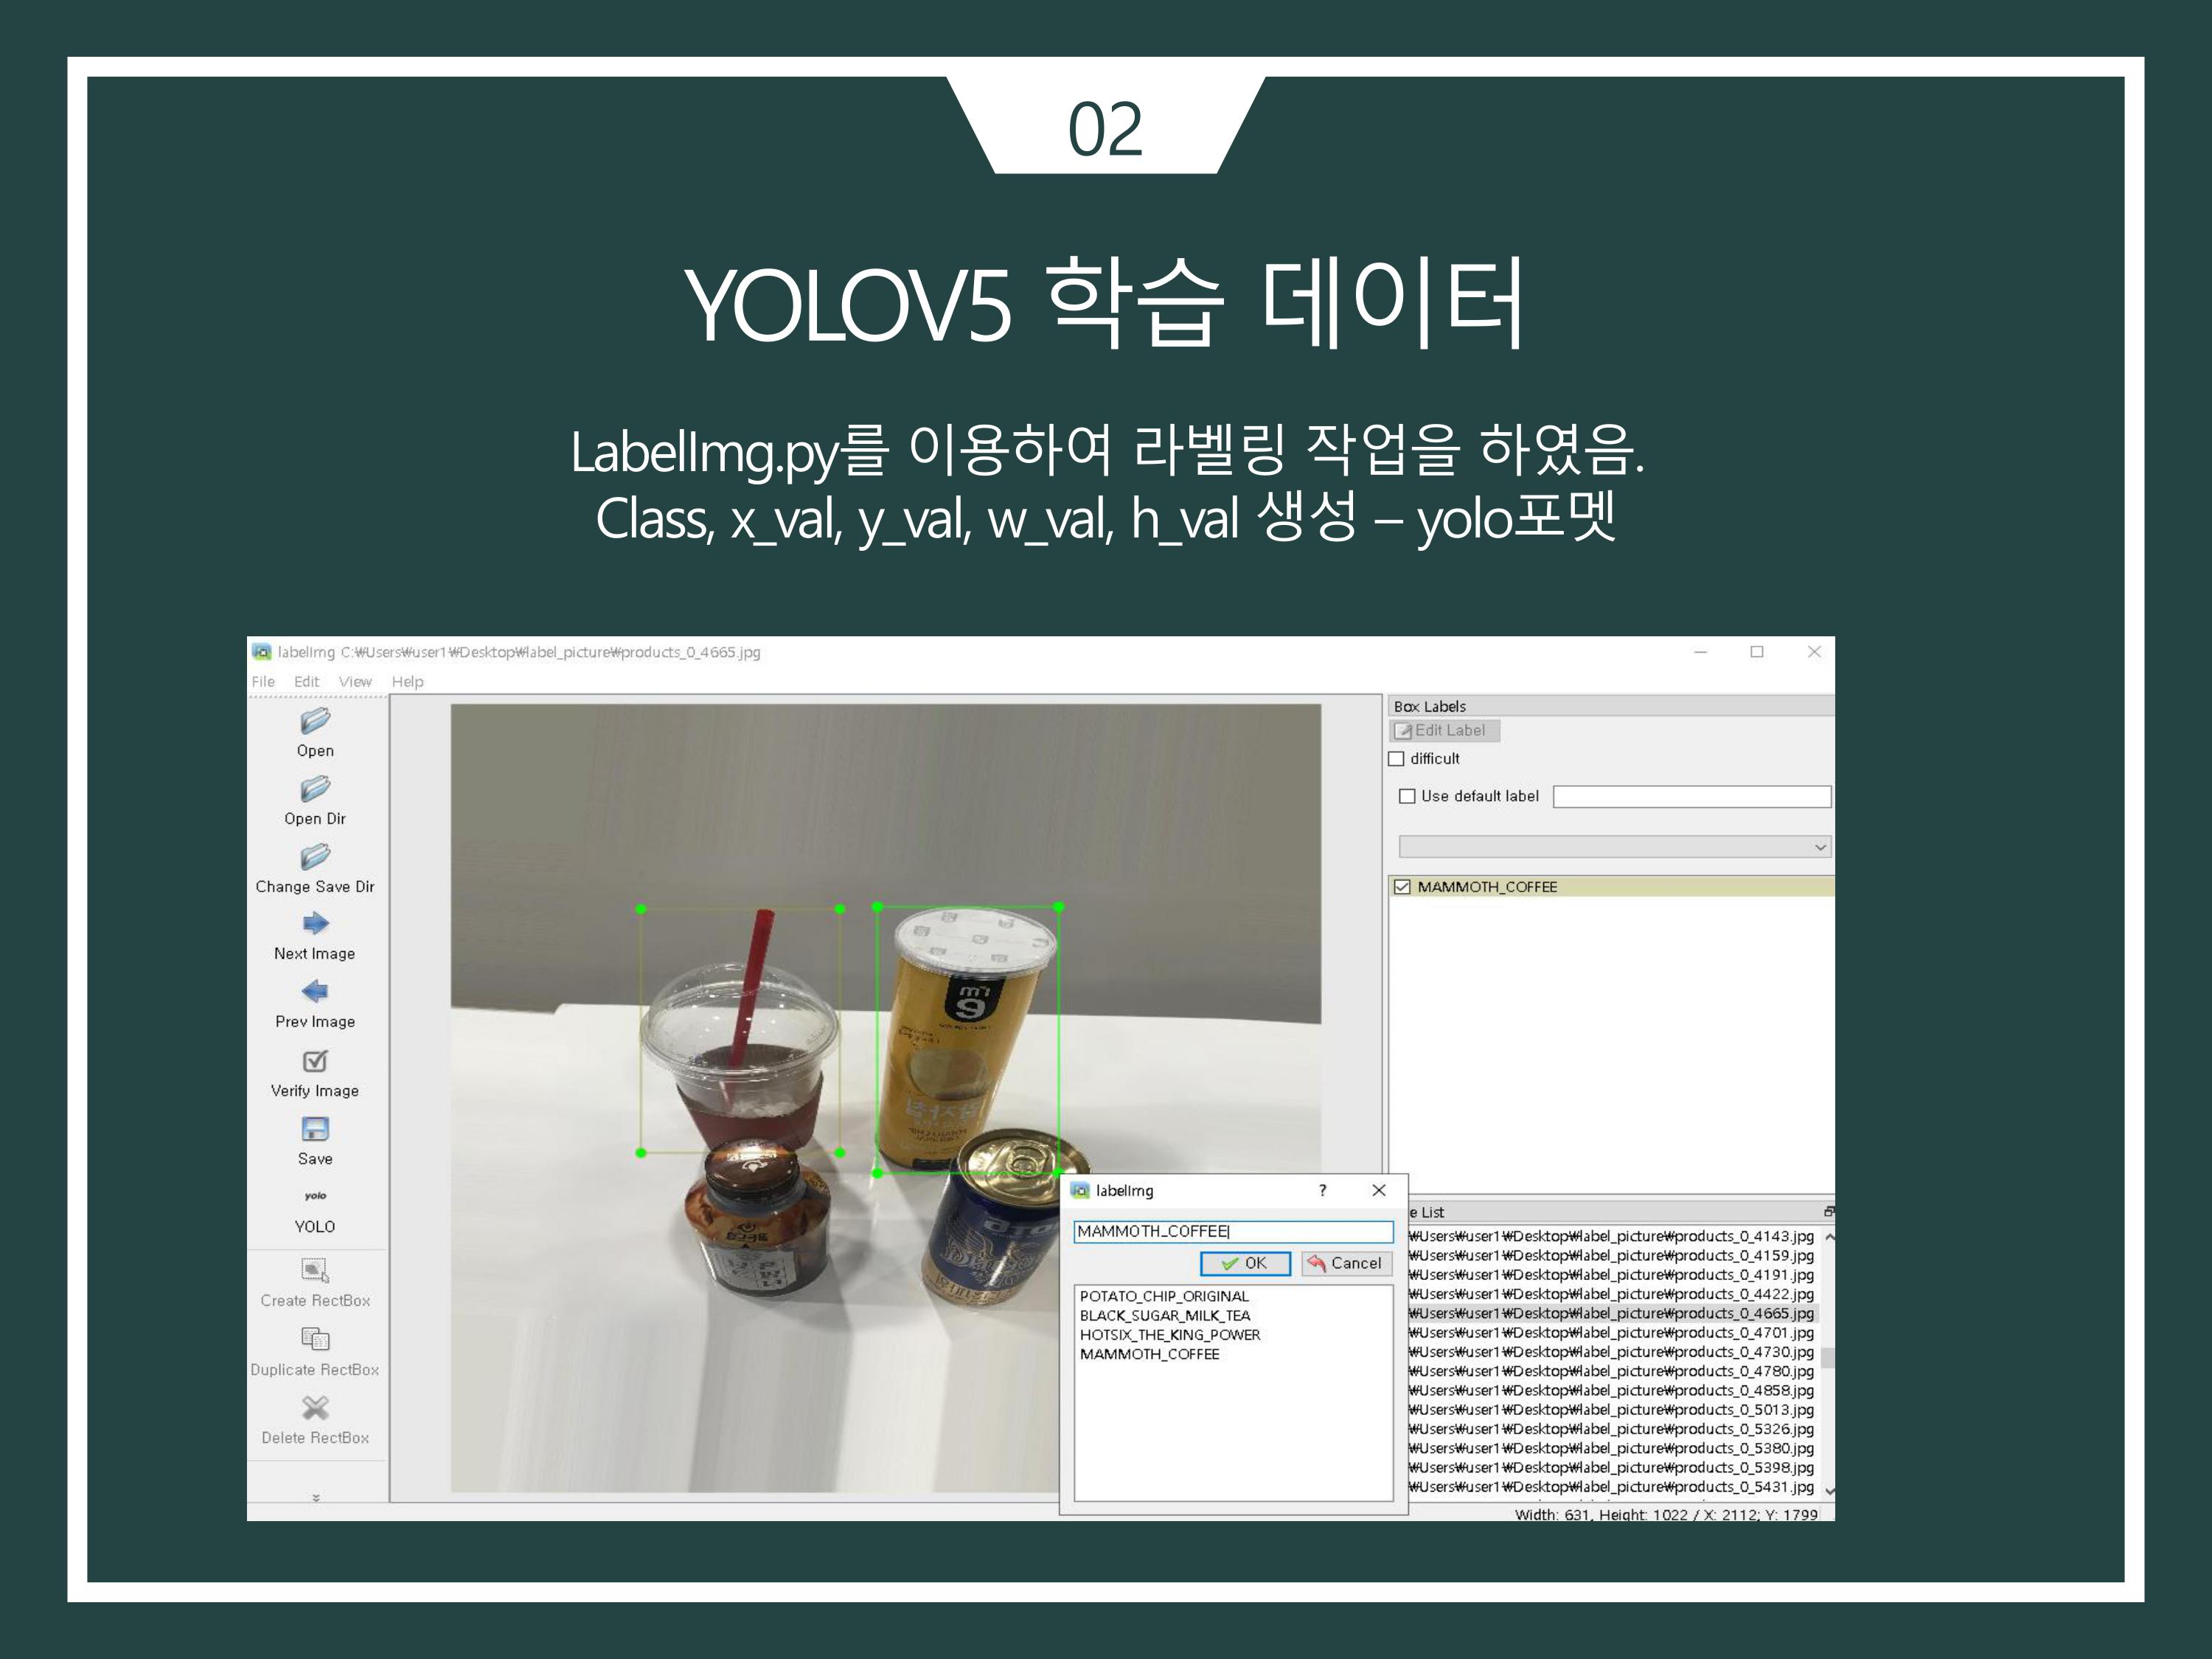 02
YOLOV5 학습 데이터
LabelImg.py를 이용하여 라벨링 작업을 하였음.
Class, x_val, y_val, w_val, h_val 생성 – yolo포멧
labelImg C:₩Users₩user1₩Desktop₩label_picture₩products_0_4665.jpg
File Edit View Help
Open
Open Dir
Change Save Dir
Next Image
Prev Image
Verify Image
Save
yolo
YOLO
Create RectBox
Duplicate RectBox
Delete RectBox
Box Labels
Edit Label
difficult
Use default label
MAMMOTH_COFFEE
labelImg ?
MAMMOTH_COFFEE
OK Cancel
POTATO_CHIP_ORIGINAL
BLACK_SUGAR_MILK_TEA
HOTSIX_THE_KING_POWER
MAMMOTH_COFFEE
e List
₩Users₩user1₩Desktop₩label_picture₩products_0_4143.jpg
₩Users₩user1₩Desktop₩label_picture₩products_0_4159.jpg
₩Users₩user1₩Desktop₩label_picture₩products_0_4191.jpg
₩Users₩user1₩Desktop₩label_picture₩products_0_4422.jpg
₩Users₩user1₩Desktop₩label_picture₩products_0_4665.jpg
₩Users₩user1₩Desktop₩label_picture₩products_0_4701.jpg
₩Users₩user1₩Desktop₩label_picture₩products_0_4730.jpg
₩Users₩user1₩Desktop₩label_picture₩products_0_4780.jpg
₩Users₩user1₩Desktop₩label_picture₩products_0_4858.jpg
₩Users₩user1₩Desktop₩label_picture₩products_0_5013.jpg
₩Users₩user1₩Desktop₩label_picture₩products_0_5326.jpg
₩Users₩user1₩Desktop₩label_picture₩products_0_5380.jpg
₩Users₩user1₩Desktop₩label_picture₩products_0_5398.jpg
₩Users₩user1₩Desktop₩label_picture₩products_0_5431.jpg
Width: 631, Height: 1022 / X: 2112; Y: 1799